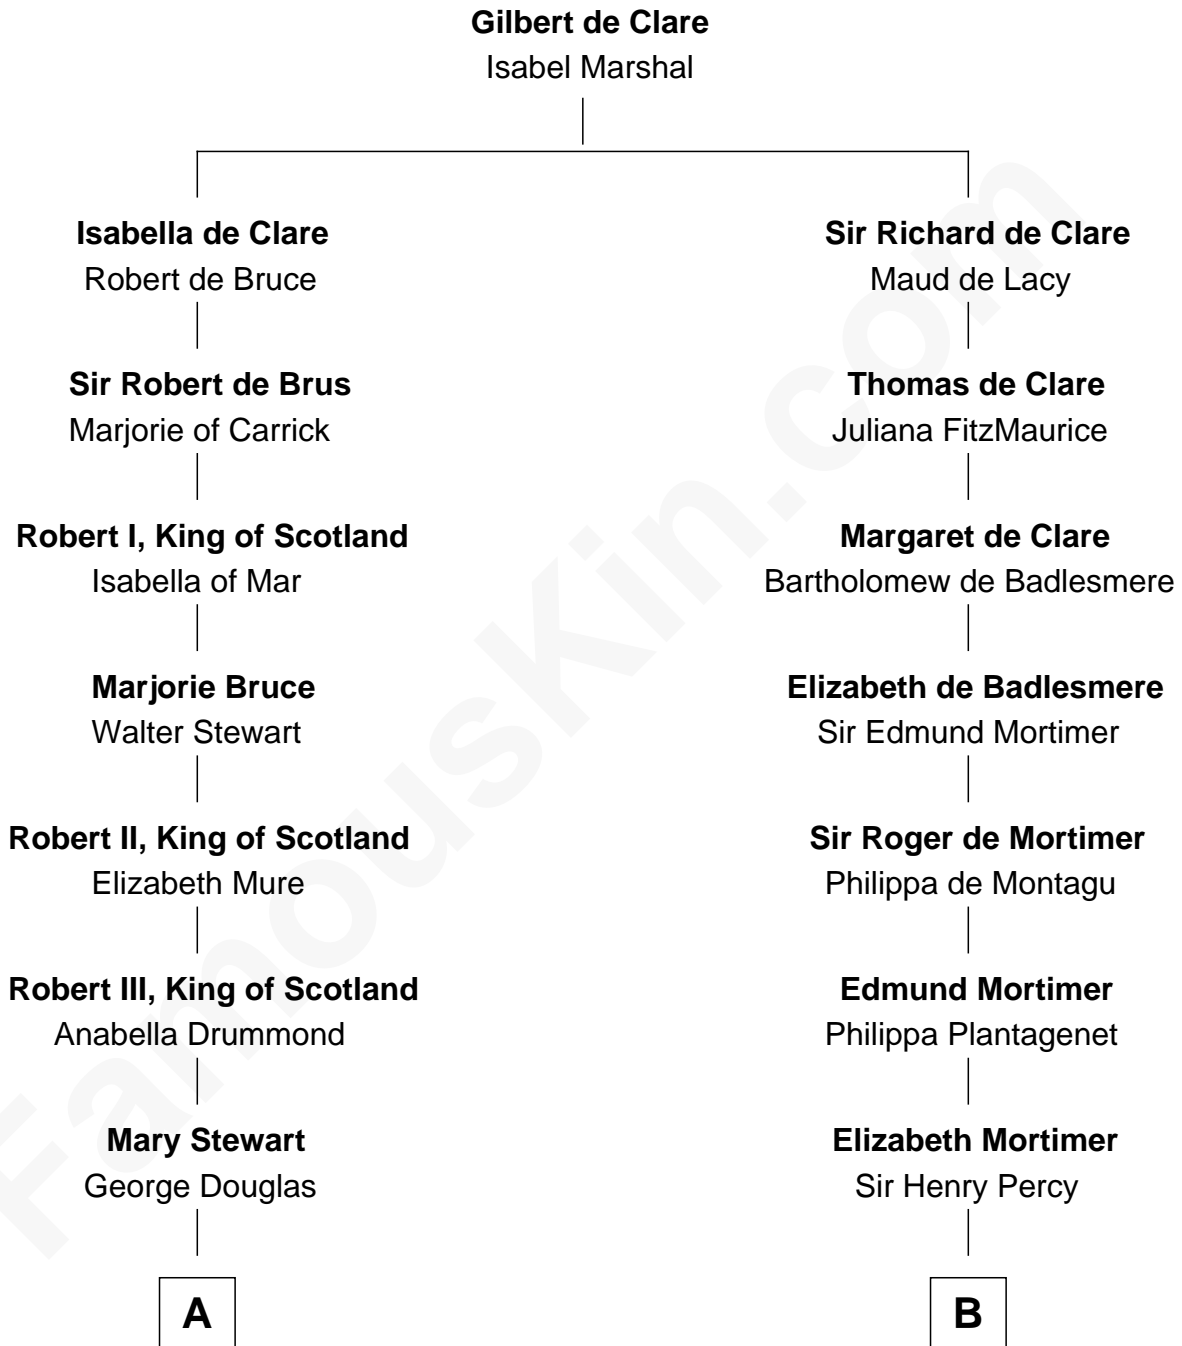 Gilbert de Clare
Isabel Marshal
Isabella de Clare
Robert de Bruce
Sir Robert de Brus
Marjorie of Carrick
Robert I, King of Scotland
Isabella of Mar
Marjorie Bruce
Walter Stewart
Robert II, King of Scotland
Elizabeth Mure
Robert III, King of Scotland
Anabella Drummond
Mary Stewart
George Douglas
A
Sir Richard de Clare
Maud de Lacy
Thomas de Clare
Juliana FitzMaurice
Margaret de Clare
Bartholomew de Badlesmere
Elizabeth de Badlesmere
Sir Edmund Mortimer
Sir Roger de Mortimer
Philippa de Montagu
Edmund Mortimer
Philippa Plantagenet
Elizabeth Mortimer
Sir Henry Percy
B
FamousKin.com